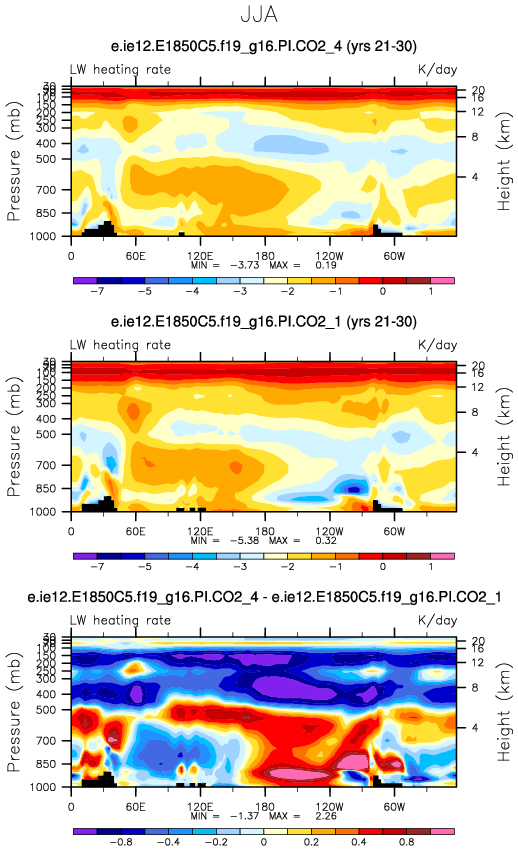 JJA
e.ie12.E1850C5.f19_g16.PI.CO2_4 (yrs 21-30)
LW heating rate K/day
Pressure (mb)
Height (km)
150
200
250
300
400
500
700
850
1000
20
16
12
8
4
0 60E 120E 180 120W 60W
MIN = -3.73 MAX = 0.19
-7 -5 -4 -3 -2 -1 0 1
e.ie12.E1850C5.f19_g16.PI.CO2_1 (yrs 21-30)
LW heating rate K/day
Pressure (mb)
Height (km)
150
200
250
300
400
500
700
850
1000
20
16
12
8
4
0 60E 120E 180 120W 60W
MIN = -5.38 MAX = 0.32
-7 -5 -4 -3 -2 -1 0 1
e.ie12.E1850C5.f19_g16.PI.CO2_4 - e.ie12.E1850C5.f19_g16.PI.CO2_1
LW heating rate K/day
Pressure (mb)
Height (km)
150
200
250
300
400
500
700
850
1000
20
16
12
8
4
0 60E 120E 180 120W 60W
MIN = -1.37 MAX = 2.26
-0.8 -0.4 -0.2 0 0.2 0.4 0.8